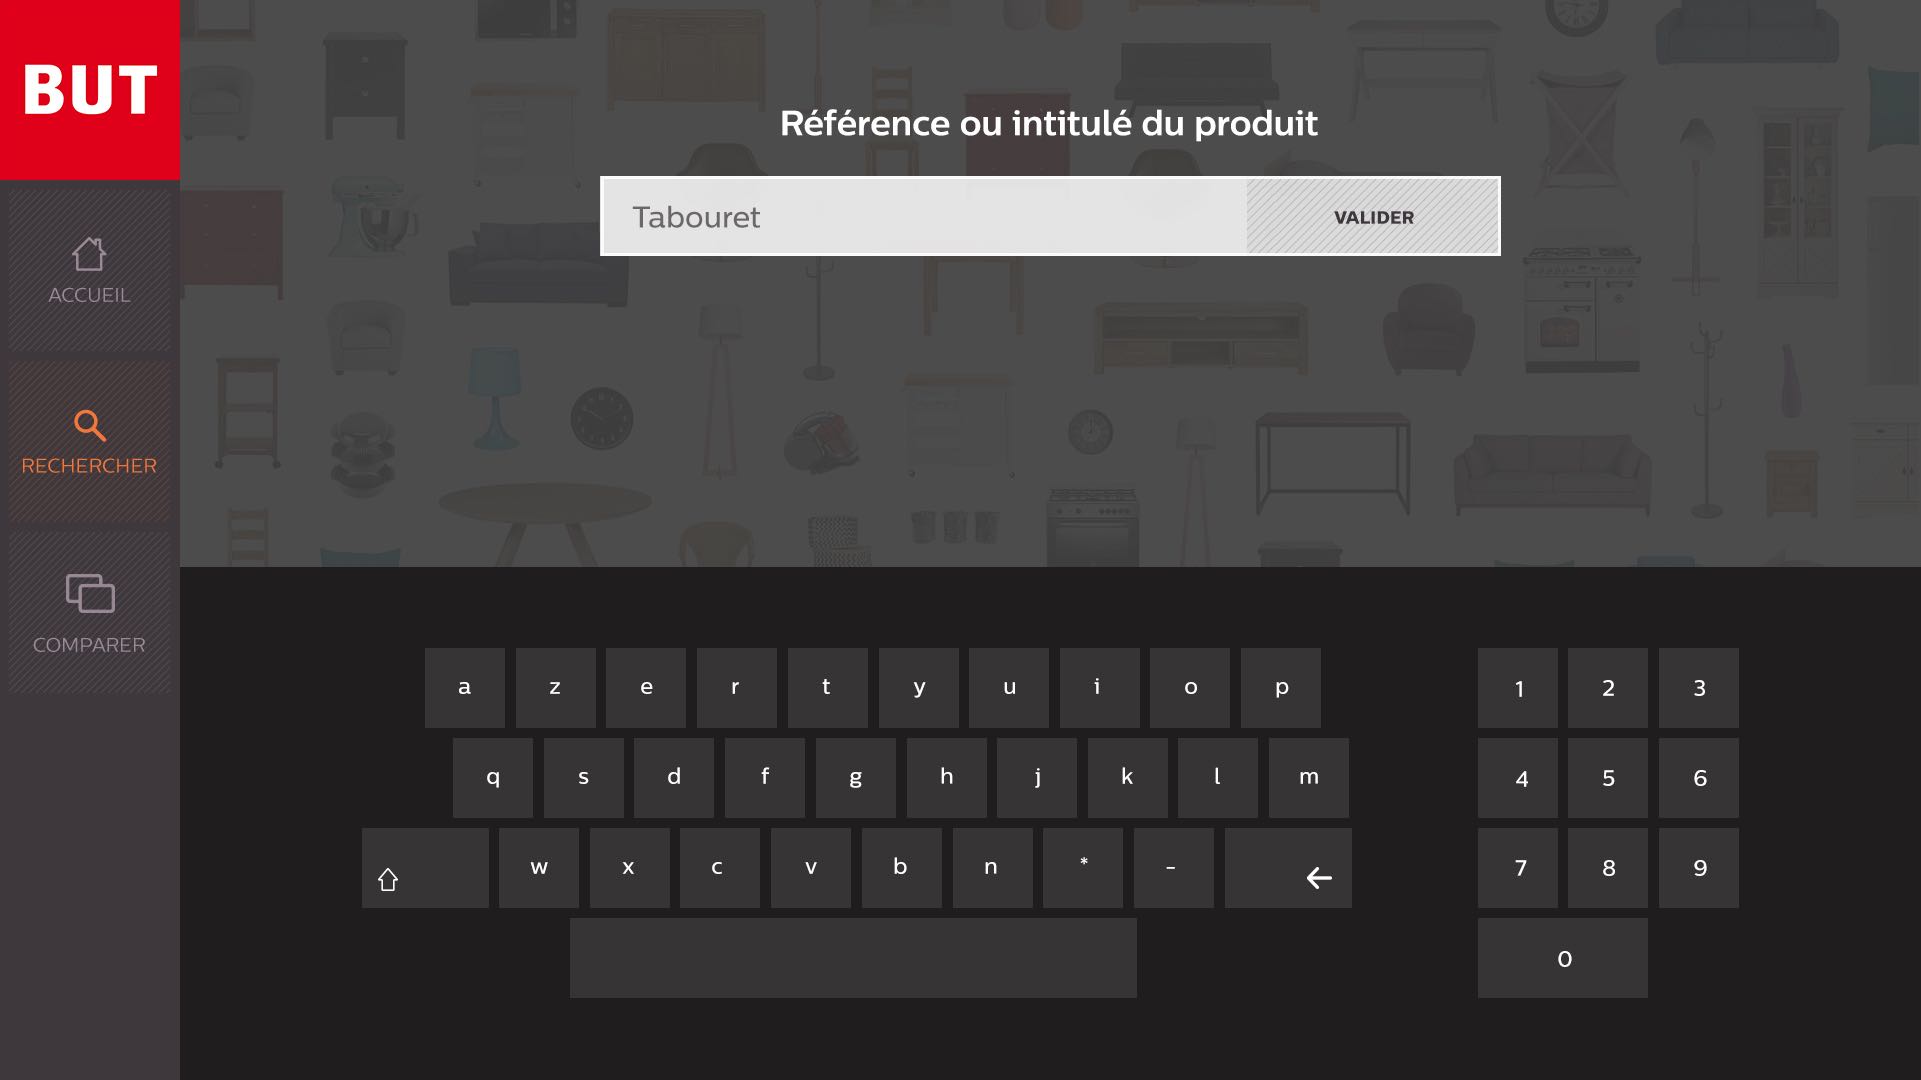 BUT
ACCUEIL
RECHERCHER
COMPARER
Référence ou intitulé du produit
Tabouret
VALIDER
a z e r t y u i o p
q s d f g h j k l m
w x c v b n * -
1 2 3
4 5 6
7 8 9
0